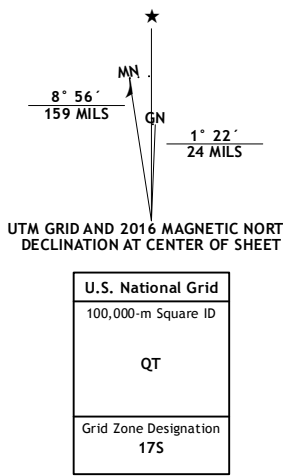 ★
MN
8° 56´
159 MILS
GN
1° 22´
24 MILS
UTM GRID AND 2016 MAGNETIC NORT
DECLINATION AT CENTER OF SHEET
U.S. National Grid
100,000-m Square ID
QT
Grid Zone Designation
17S